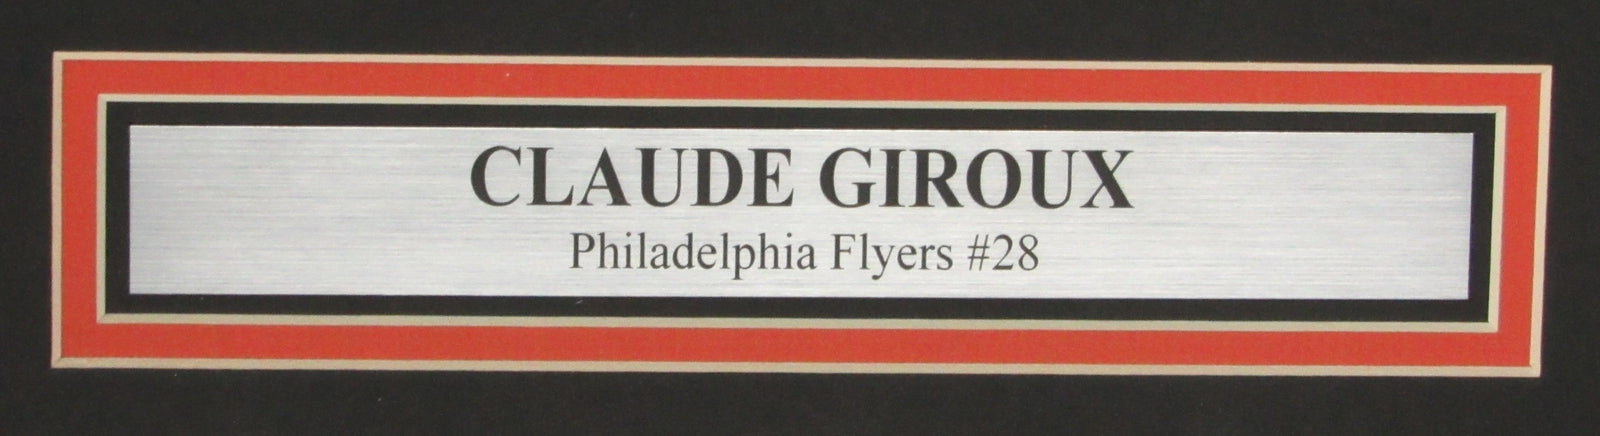 CLAUDE GIROUX
Philadelphia Flyers #28